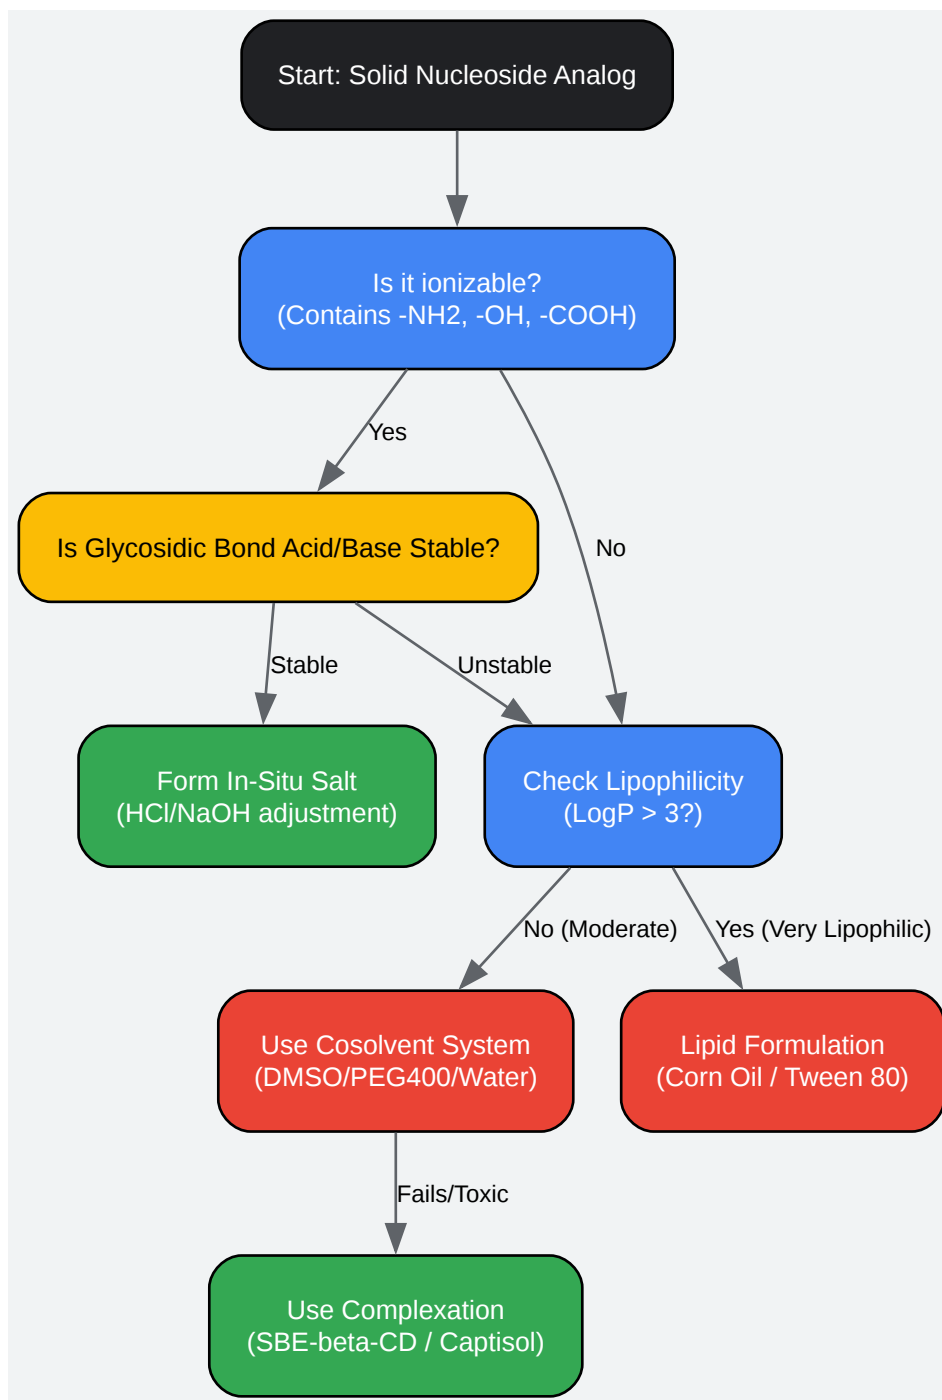 Start: Solid Nucleoside Analog
Is it ionizable?
(Contains -NH2, -OH, -COOH)
Yes
No
Is Glycosidic Bond Acid/Base Stable?
Stable
Unstable
Form In-Situ Salt
(HCl/NaOH adjustment)
Check Lipophilicity
(LogP > 3?)
No (Moderate)
Yes (Very Lipophilic)
Use Cosolvent System
(DMSO/PEG400/Water)
Lipid Formulation
(Corn Oil / Tween 80)
Fails/Toxic
Use Complexation
(SBE-beta-CD / Captisol)